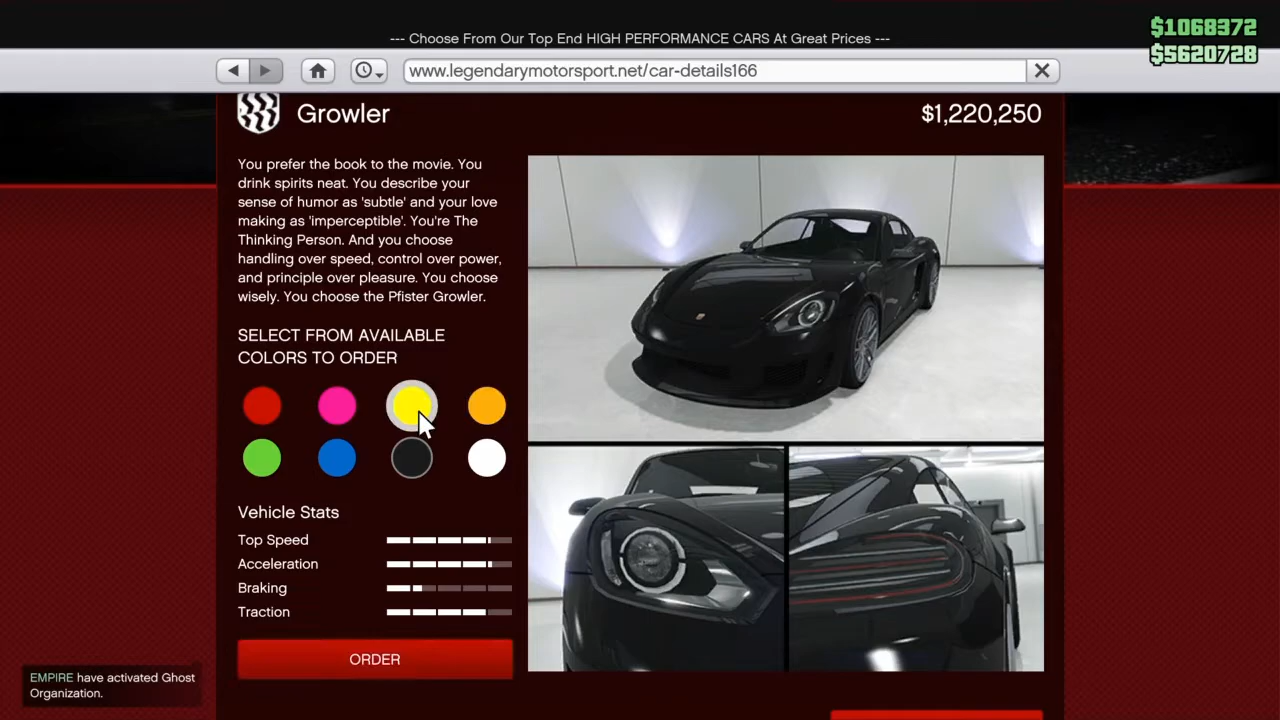 --- Choose From Our Top End HIGH PERFORMANCE CARS At Great Prices ---
$1068372
$5620728
www.legendarymotorsport.net/car-details166
Growler
$1,220,250
You prefer the book to the movie. You
drink spirits neat. You describe your
sense of humor as 'subtle' and your love
making as 'imperceptible'. You're The
Thinking Person. And you choose
handling over speed, control over power,
and principle over pleasure. You choose
wisely. You choose the Pfister Growler.
SELECT FROM AVAILABLE
COLORS TO ORDER
Vehicle Stats
Top Speed
Acceleration
Braking
Traction
ORDER
EMPIRE have activated Ghost
Organization.